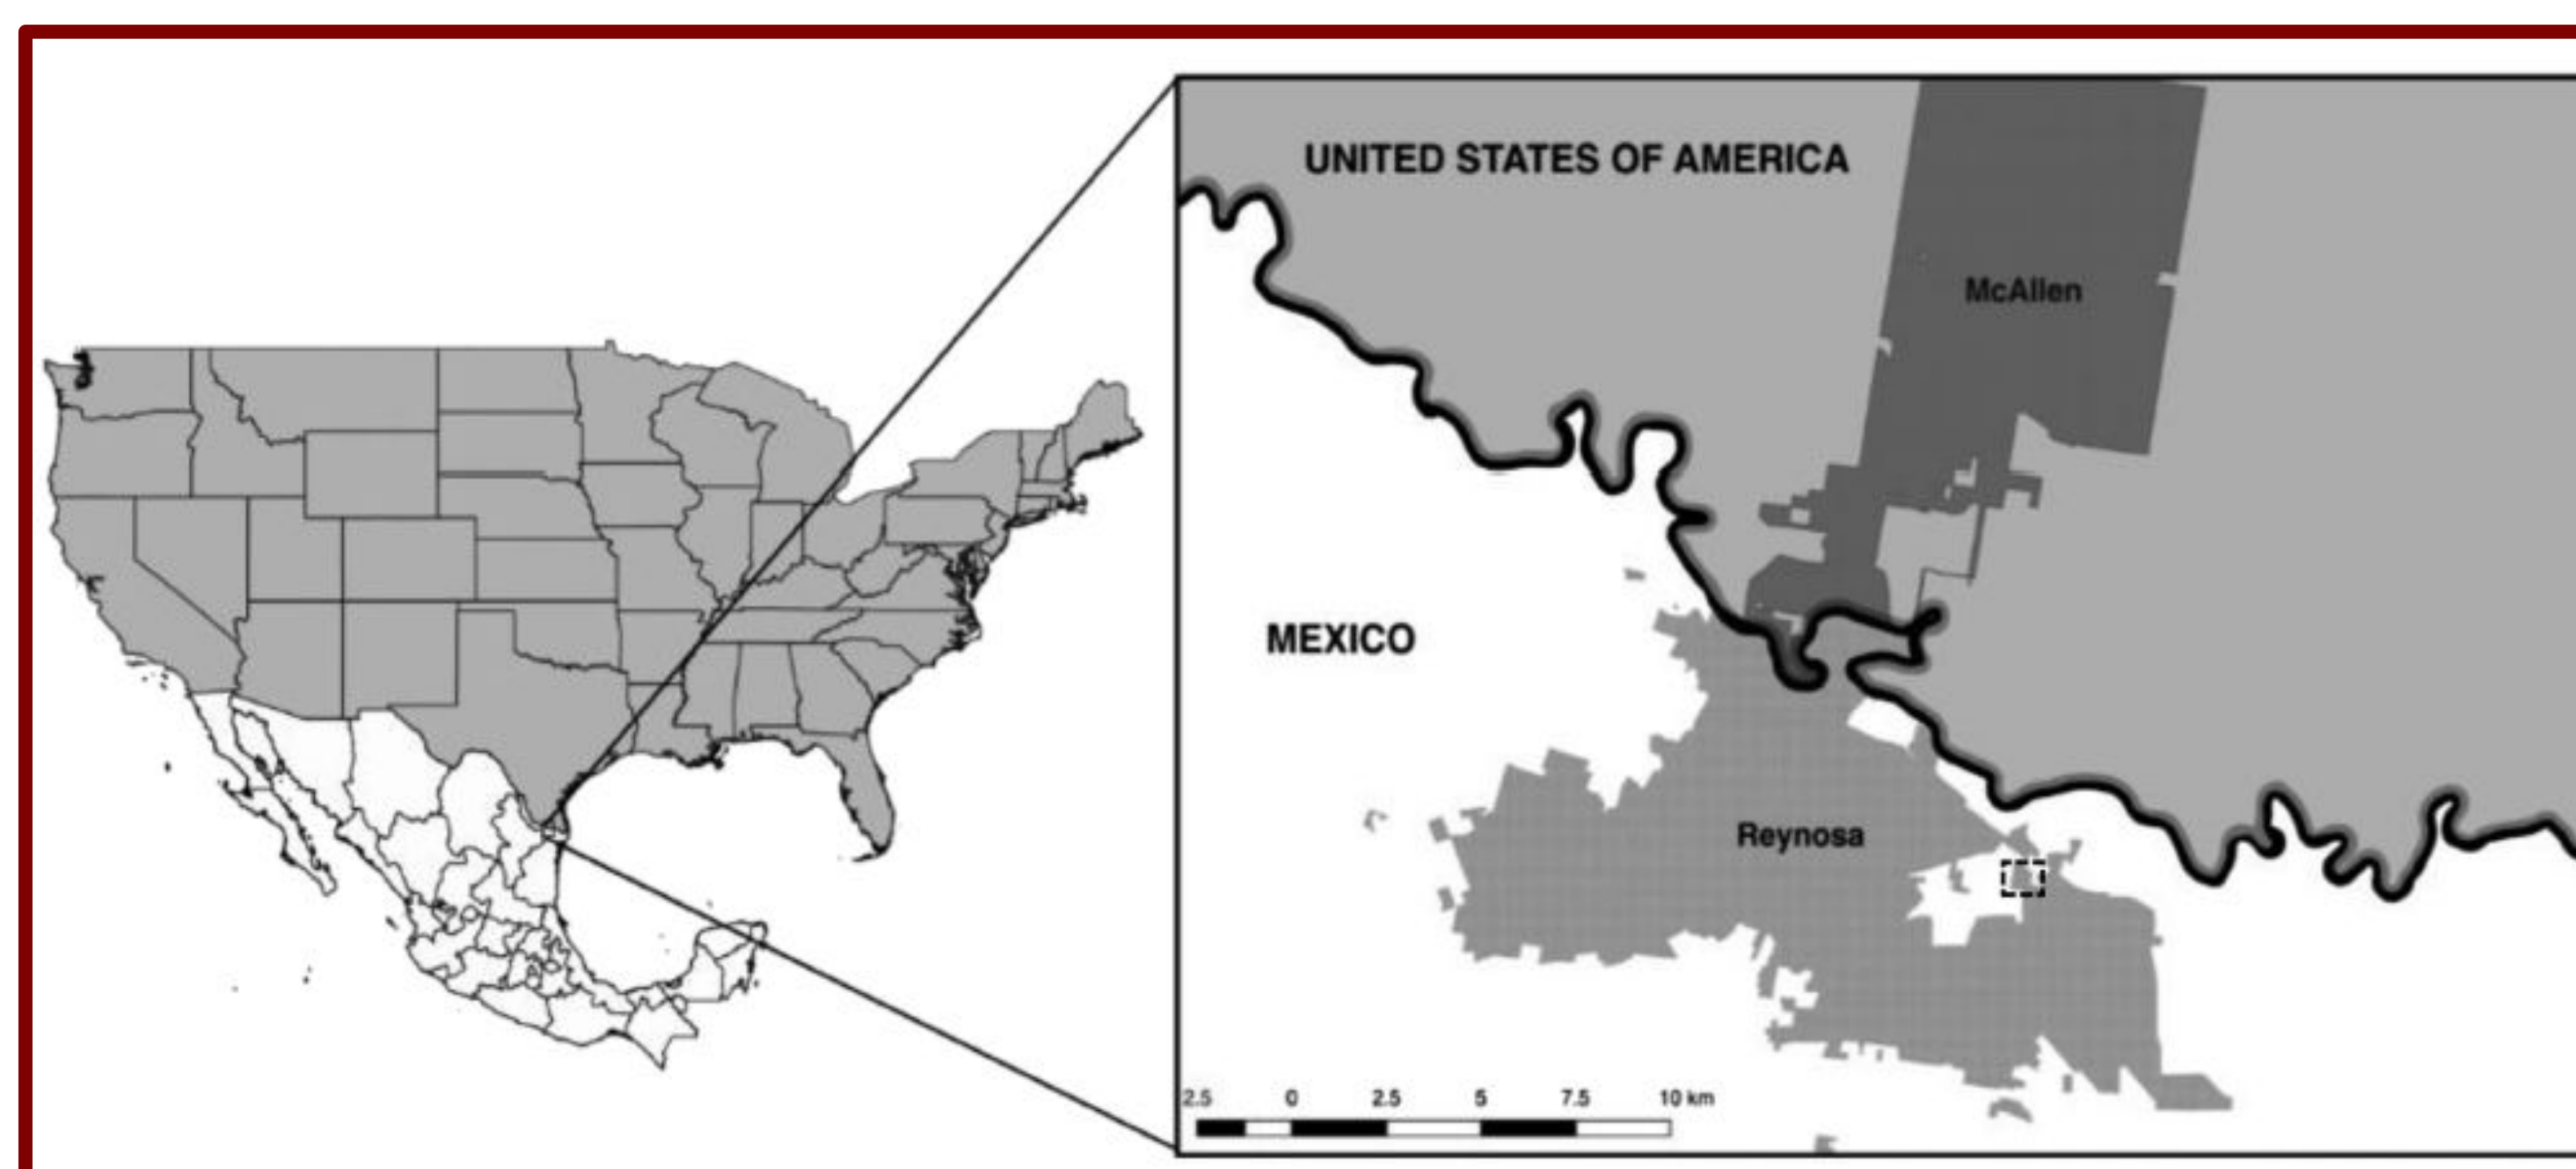 UNITED STATES OF AMERICA
McAllen
MEXICO
Reynosa
2.5 0 2.5 5 7.5 10 km